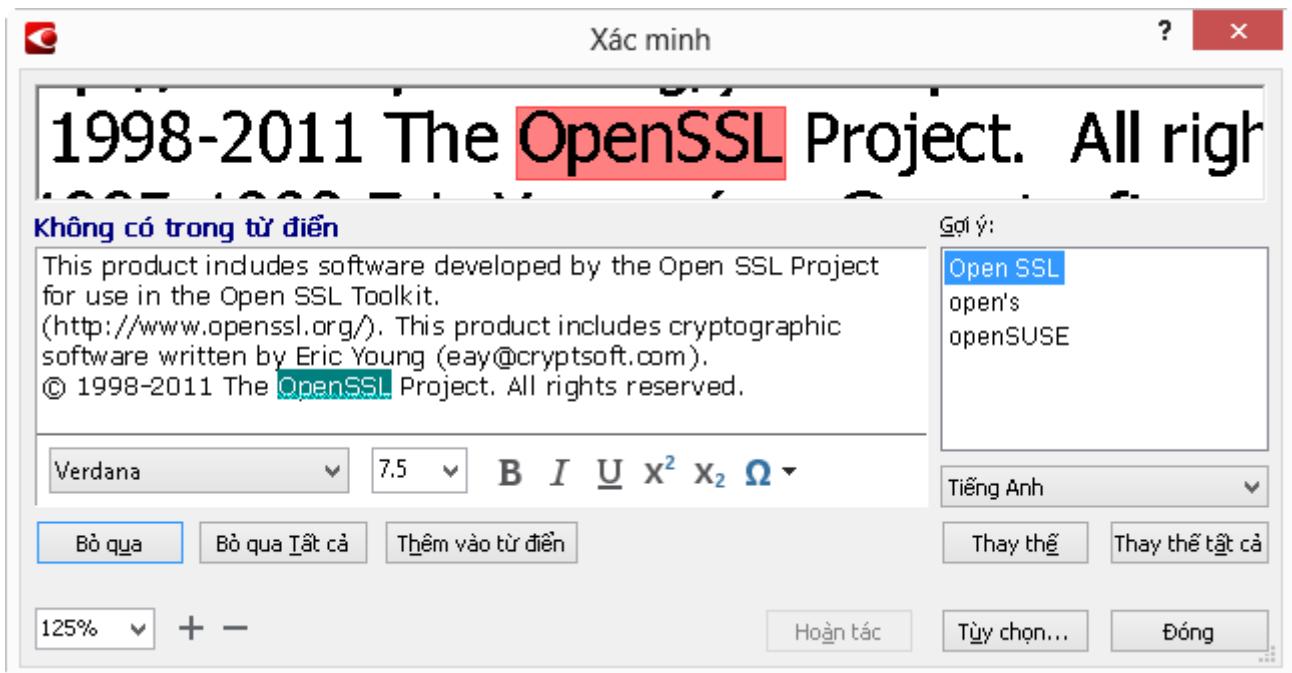 Xác minh
?
1998-2011 The OpenSSL Project. All righ
Không có trong từ điển
Gợi ý:
This product includes software developed by the Open SSL Project
for use in the Open SSL Toolkit.
(http://www.openssl.org/). This product includes cryptographic
software written by Eric Young (eay@cryptsoft.com).
© 1998-2011 The OpenSSL Project. All rights reserved.
Open SSL
open's
openSUSE
Verdana
7.5
B I U X² X₂ Ω
Tiếng Anh
Bỏ qua
Bỏ qua Tất cả
Thêm vào từ điển
Thay thế
Thay thế tất cả
125%
Hoàn tác
Tùy chọn...
Đóng